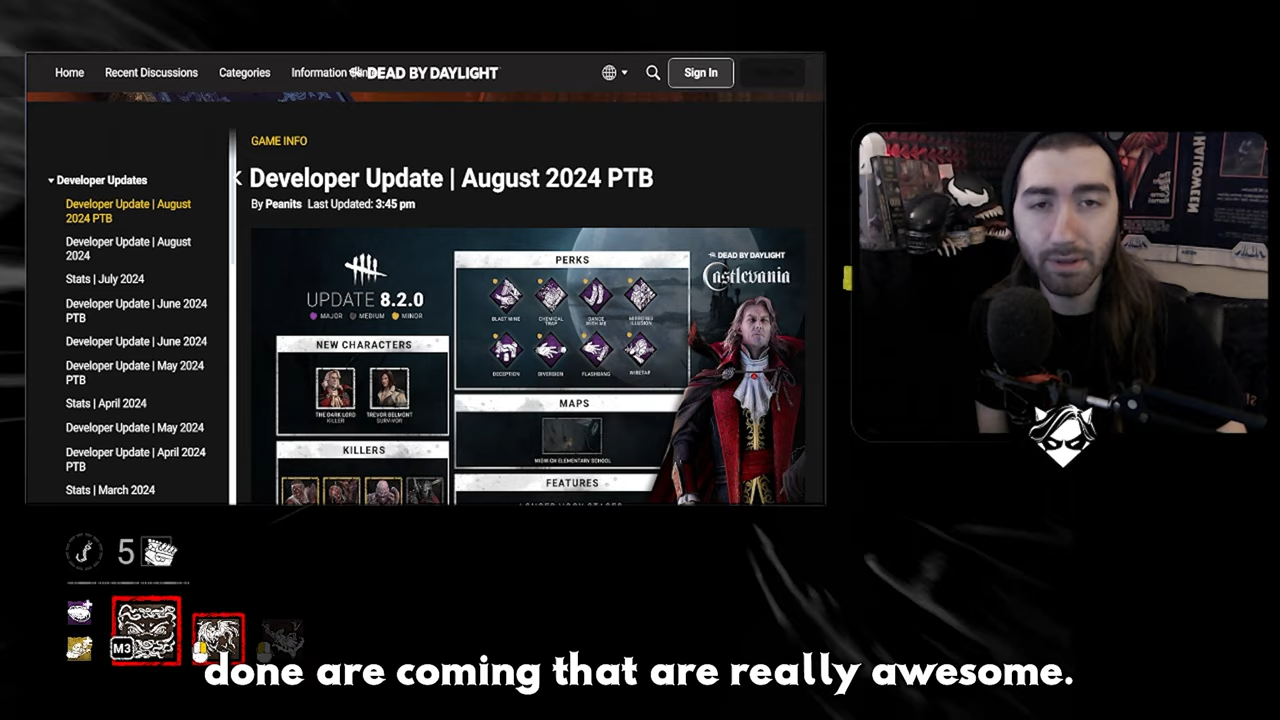 Home Recent Discussions Categories Information DEAD BY DAYLIGHT Sign In
GAME INFO
Developer Update | August 2024 PTB
By Peanits Last Updated: 3:45 pm
Developer Updates
Developer Update | August
2024 PTB
Developer Update | August
2024
Stats | July 2024
Developer Update | June 2024
PTB
Developer Update | June 2024
Developer Update | May 2024
PTB
Stats | April 2024
Developer Update | May 2024
Developer Update | April 2024
PTB
Stats | March 2024
UPDATE 8.2.0
MAJOR MEDIUM MINOR
NEW CHARACTERS
THE DARK LORD
KILLER
TREVOR BELMONT
SURVIVOR
KILLERS
PERKS
BLAST MINE
CHEMICAL
TRAP
DANCE
WITH ME
MIRRORED
ILLUSION
DECEPTION
DIVERSION
FLASHBANG
WIRETAP
MAPS
MIDWICH ELEMENTARY SCHOOL
FEATURES
DEAD BY DAYLIGHT
Castlevania
HALLOWEEN
5
M3
done are coming that are really awesome.